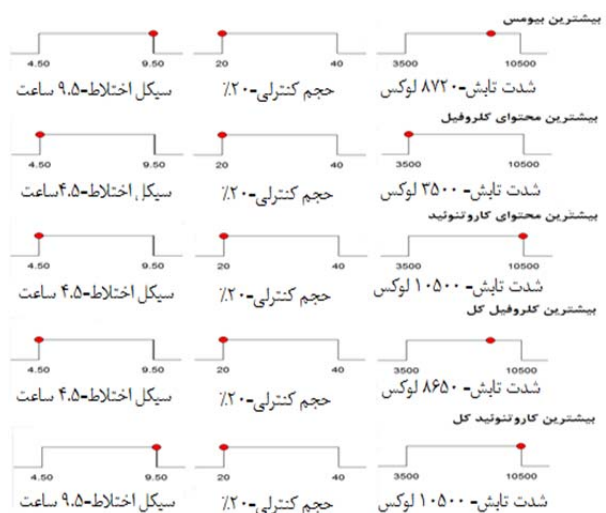 بیشترین بیومس
4.50 9.50 20 40 3500 10500
شدت تابش-۸۷۲۰ لوکس حجم کنترلی-۲۰٪ سیکل اختلاط-۹.۵ ساعت
بیشترین محتوای کلروفیل
4.50 9.50 20 40 3500 10500
شدت تابش-۳۵۰۰ لوکس حجم کنترلی-۲۰٪ سیکل اختلاط-۴.۵ساعت
بیشترین محتوای کاروتنوئید
4.50 9.50 20 40 3500 10500
شدت تابش-۱۰۵۰۰ لوکس حجم کنترلی-۲۰٪ سیکل اختلاط-۴.۵ ساعت
بیشترین کلروفیل کل
4.50 9.50 20 40 3500 10500
شدت تابش-۸۶۵۰ لوکس حجم کنترلی-۲۰٪ سیکل اختلاط-۴.۵ ساعت
بیشترین کاروتنوئید کل
4.50 9.50 20 40 3500 10500
شدت تابش-۱۰۵۰۰ لوکس حجم کنترلی-۲۰٪ سیکل اختلاط-۹.۵ ساعت